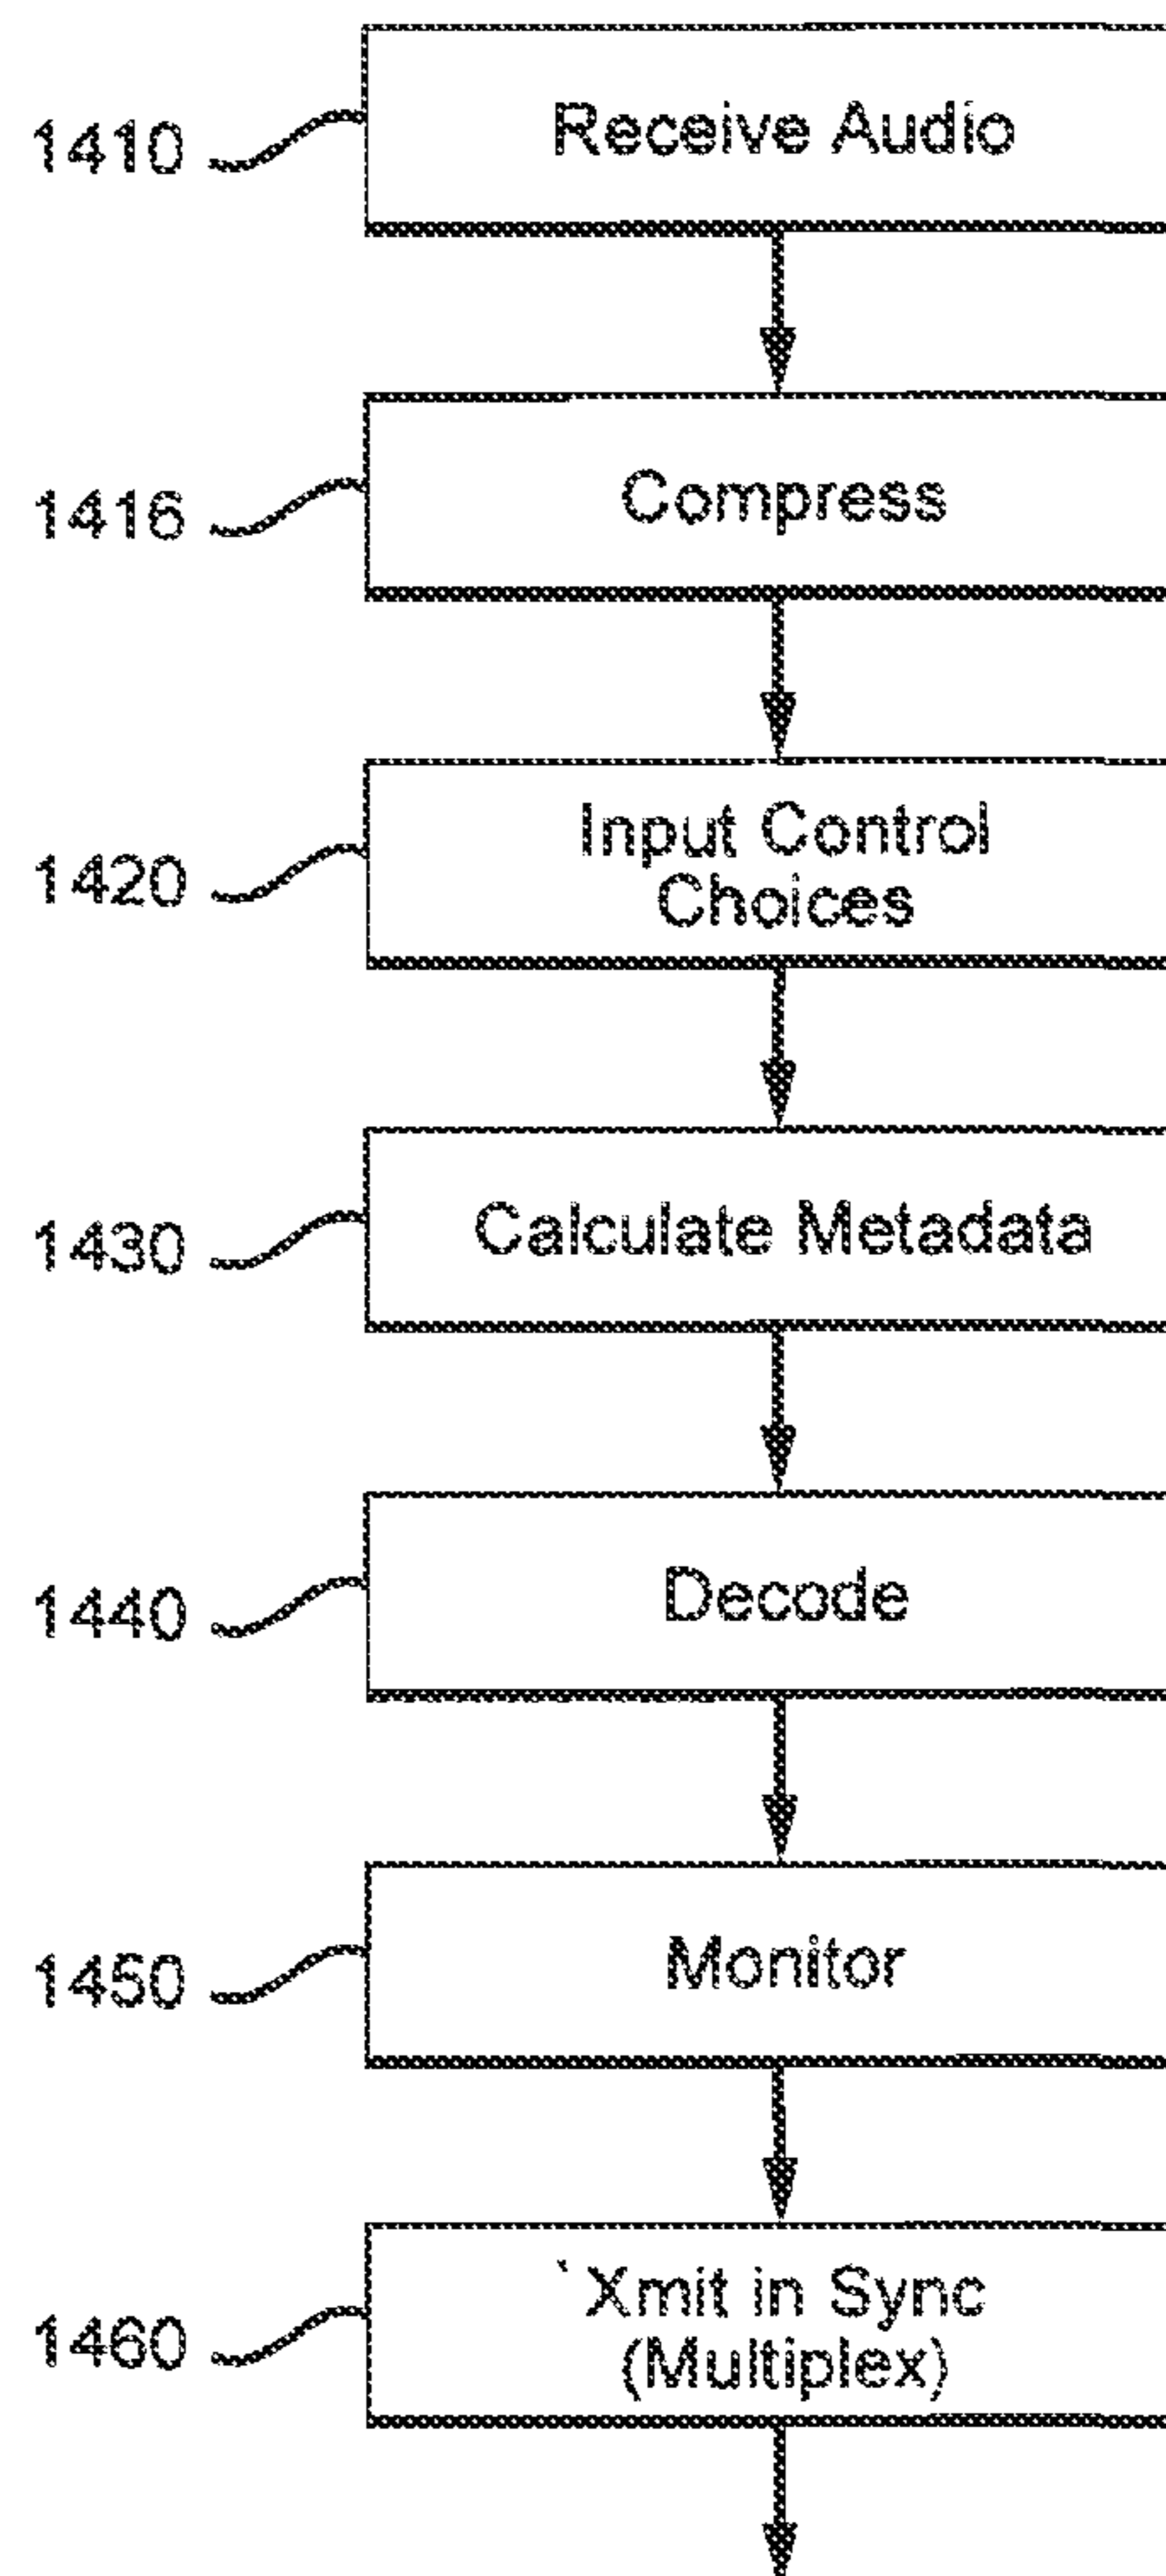 1410
Receive Audio
1416
Compress
1420
Input Control
Choices
1430
Calculate Metadata
1440
Decode
1450
Monitor
1460
`Xmit in Sync
(Multiplex)